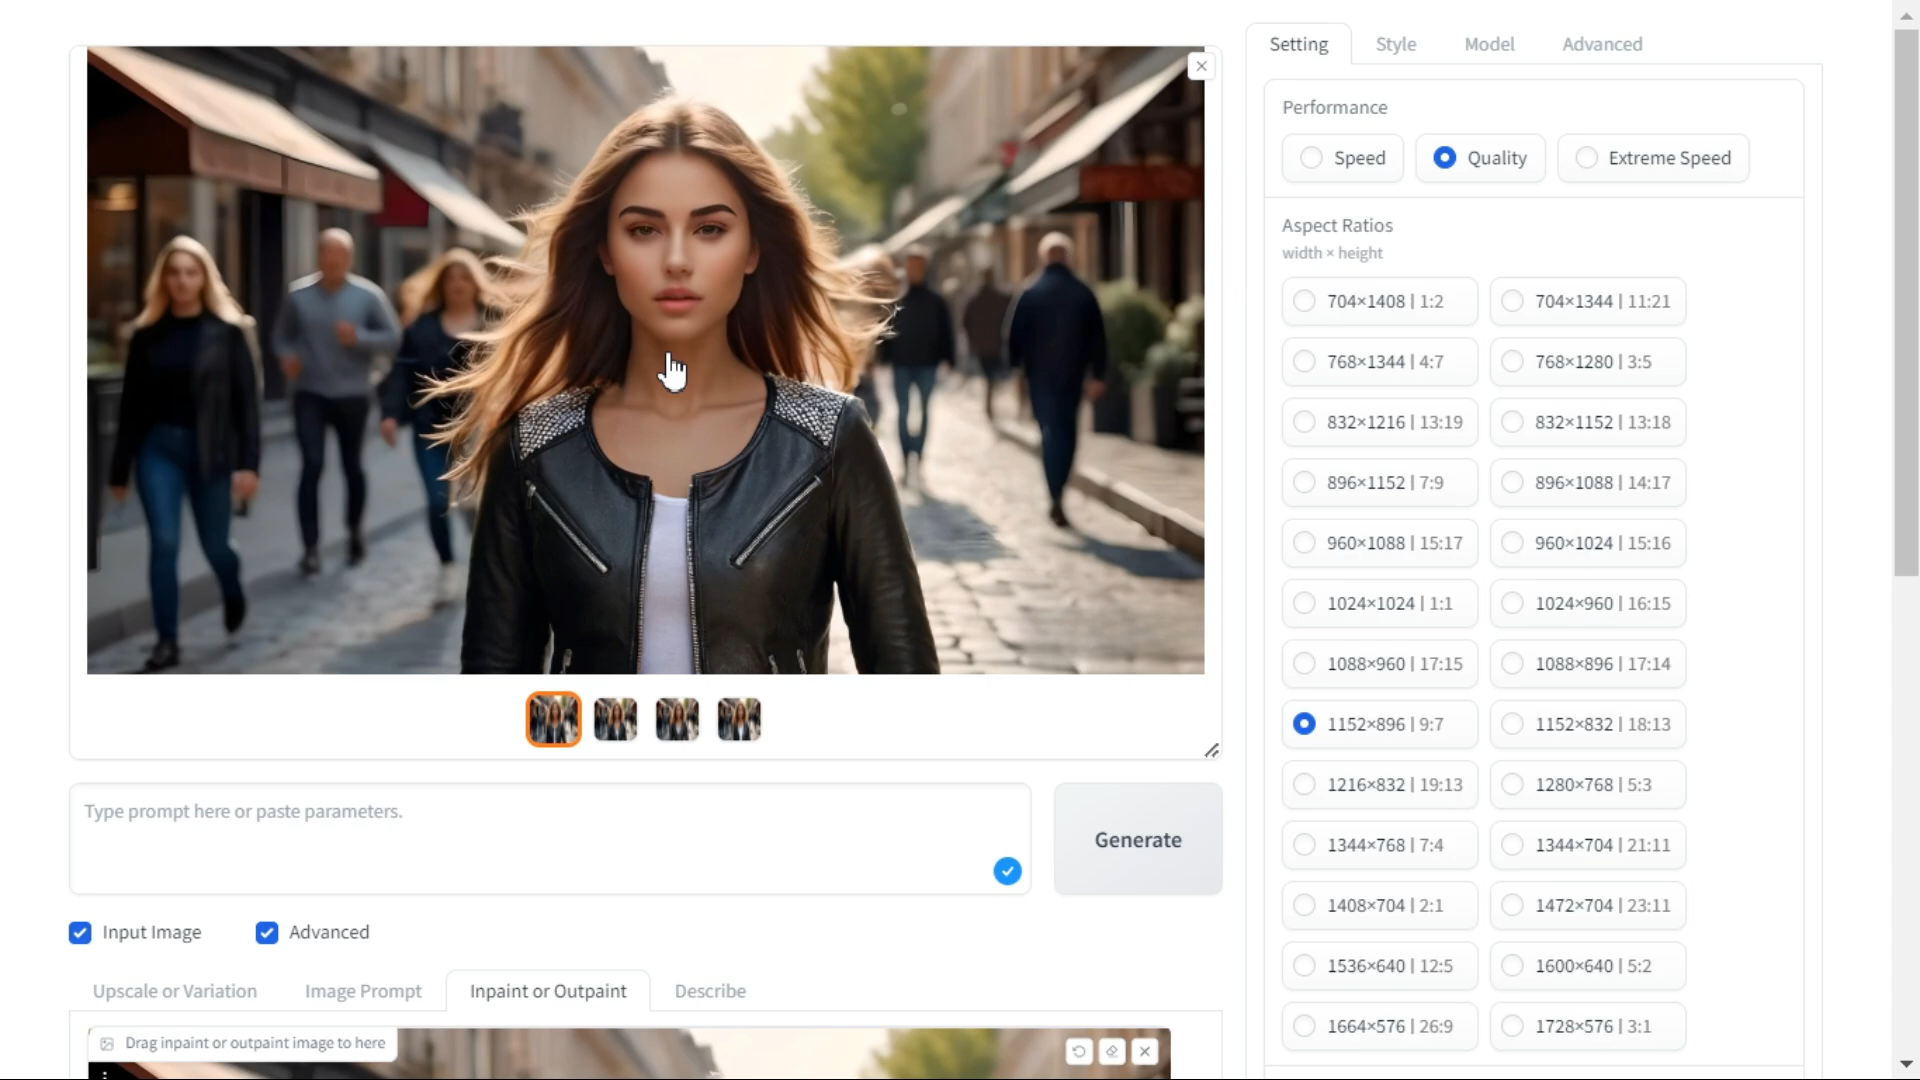 Setting Style Model Advanced
Performance
Speed Quality Extreme Speed
Aspect Ratios
width × height
704×1408 | 1:2 704×1344 | 11:21
768×1344 | 4:7 768×1280 | 3:5
832×1216 | 13:19 832×1152 | 13:18
896×1152 | 7:9 896×1088 | 14:17
960×1088 | 15:17 960×1024 | 15:16
1024×1024 | 1:1 1024×960 | 16:15
1088×960 | 17:15 1088×896 | 17:14
1152×896 | 9:7 1152×832 | 18:13
1216×832 | 19:13 1280×768 | 5:3
1344×768 | 7:4 1344×704 | 21:11
1408×704 | 2:1 1472×704 | 23:11
1536×640 | 12:5 1600×640 | 5:2
1664×576 | 26:9 1728×576 | 3:1
Type prompt here or paste parameters.
Generate
Input Image Advanced
Upscale or Variation Image Prompt Inpaint or Outpaint Describe
Drag inpaint or outpaint image to here